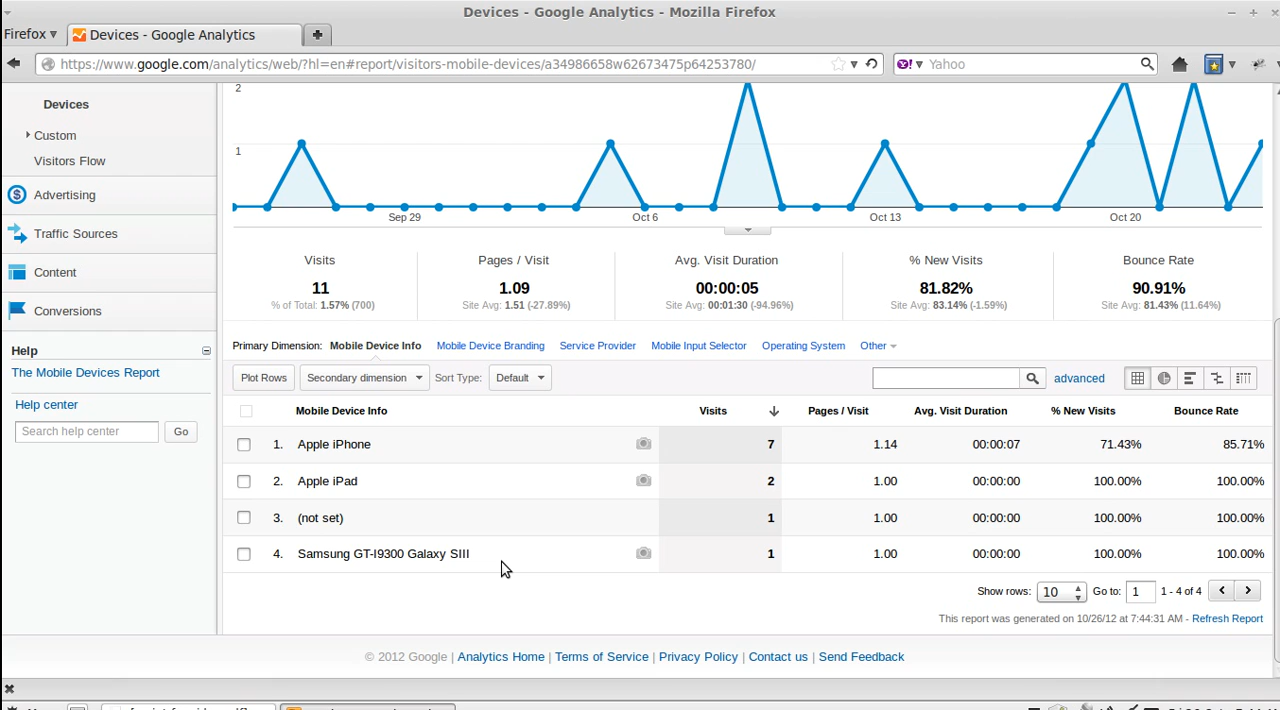 Devices - Google Analytics - Mozilla Firefox
Firefox
Devices - Google Analytics
https://www.google.com/analytics/web/?hl=en#report/visitors-mobile-devices/a34986658w62673475p64253780/
Yahoo
Devices
Custom
Visitors Flow
Advertising
Traffic Sources
Content
Conversions
Help
The Mobile Devices Report
Help center
Search help center Go
2
1
Sep 29 Oct 6 Oct 13 Oct 20
Visits Pages / Visit Avg. Visit Duration % New Visits Bounce Rate
11 1.09 00:00:05 81.82% 90.91%
% of Total: 1.57% (700) Site Avg: 1.51 (-27.89%) Site Avg: 00:01:30 (-94.96%) Site Avg: 83.14% (-1.59%) Site Avg: 81.43% (11.64%)
Primary Dimension: Mobile Device Info Mobile Device Branding Service Provider Mobile Input Selector Operating System Other
Plot Rows Secondary dimension Sort Type: Default advanced
Mobile Device Info Visits Pages / Visit Avg. Visit Duration % New Visits Bounce Rate
1. Apple iPhone 7 1.14 00:00:07 71.43% 85.71%
2. Apple iPad 2 1.00 00:00:00 100.00% 100.00%
3. (not set) 1 1.00 00:00:00 100.00% 100.00%
4. Samsung GT-I9300 Galaxy SIII 1 1.00 00:00:00 100.00% 100.00%
Show rows: 10 Go to: 1 1 - 4 of 4
This report was generated on 10/26/12 at 7:44:31 AM - Refresh Report
© 2012 Google | Analytics Home | Terms of Service | Privacy Policy | Contact us | Send Feedback